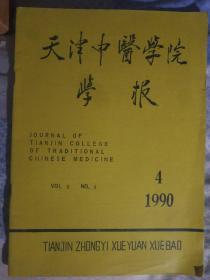 天津中醫学院
學 报
JOURNAL OF
TIANJIN COLLEGE
OF TRADITIONAL
CHINESE MEDICINE
4
1990
TIANJIN ZHONGYI XUEYUAN XUEBAO